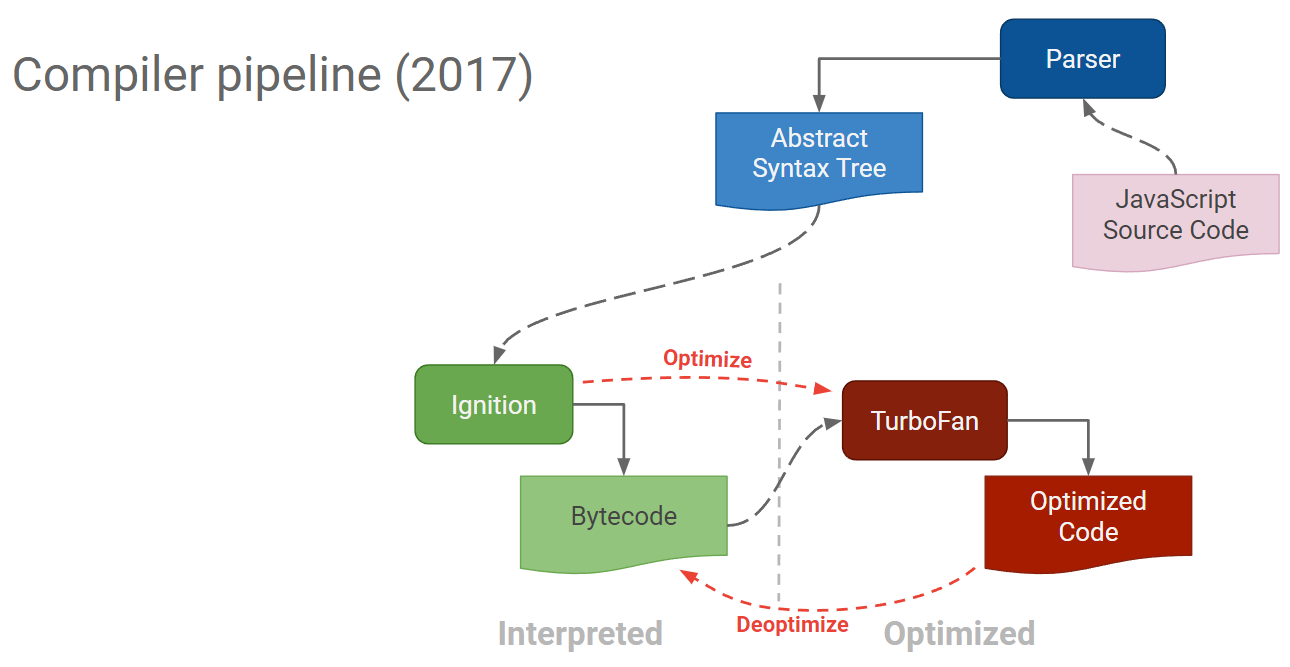 Compiler pipeline (2017)
Parser
Abstract
Syntax Tree
JavaScript
Source Code
Optimize
Ignition
TurboFan
Bytecode
Optimized
Code
Deoptimize
Interpreted
Optimized